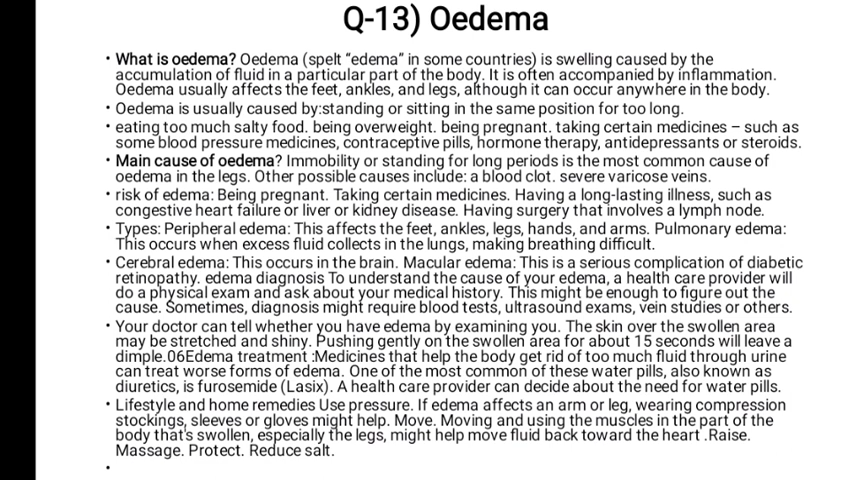 Q-13) Oedema
• What is oedema? Oedema (spelt “edema” in some countries) is swelling caused by the
accumulation of fluid in a particular part of the body. It is often accompanied by inflammation.
Oedema usually affects the feet, ankles, and legs, although it can occur anywhere in the body.
• Oedema is usually caused by:standing or sitting in the same position for too long.
• eating too much salty food. being overweight. being pregnant. taking certain medicines – such as
some blood pressure medicines, contraceptive pills, hormone therapy, antidepressants or steroids.
• Main cause of oedema? Immobility or standing for long periods is the most common cause of
oedema in the legs. Other possible causes include: a blood clot. severe varicose veins.
• risk of edema: Being pregnant. Taking certain medicines. Having a long-lasting illness, such as
congestive heart failure or liver or kidney disease. Having surgery that involves a lymph node.
• Types: Peripheral edema: This affects the feet, ankles, legs, hands, and arms. Pulmonary edema:
This occurs when excess fluid collects in the lungs, making breathing difficult.
• Cerebral edema: This occurs in the brain. Macular edema: This is a serious complication of diabetic
retinopathy. edema diagnosis To understand the cause of your edema, a health care provider will
do a physical exam and ask about your medical history. This might be enough to figure out the
cause. Sometimes, diagnosis might require blood tests, ultrasound exams, vein studies or others.
• Your doctor can tell whether you have edema by examining you. The skin over the swollen area
may be stretched and shiny. Pushing gently on the swollen area for about 15 seconds will leave a
dimple.06Edema treatment :Medicines that help the body get rid of too much fluid through urine
can treat worse forms of edema. One of the most common of these water pills, also known as
diuretics, is furosemide (Lasix). A health care provider can decide about the need for water pills.
• Lifestyle and home remedies Use pressure. If edema affects an arm or leg, wearing compression
stockings, sleeves or gloves might help. Move. Moving and using the muscles in the part of the
body that's swollen, especially the legs, might help move fluid back toward the heart .Raise.
Massage. Protect. Reduce salt.
•